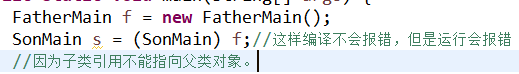 FatherMain f = new FatherMain();
SonMain s = (SonMain) f;//这样编译不会报错，但是运行会报错
//因为子类引用不能指向父类对象。